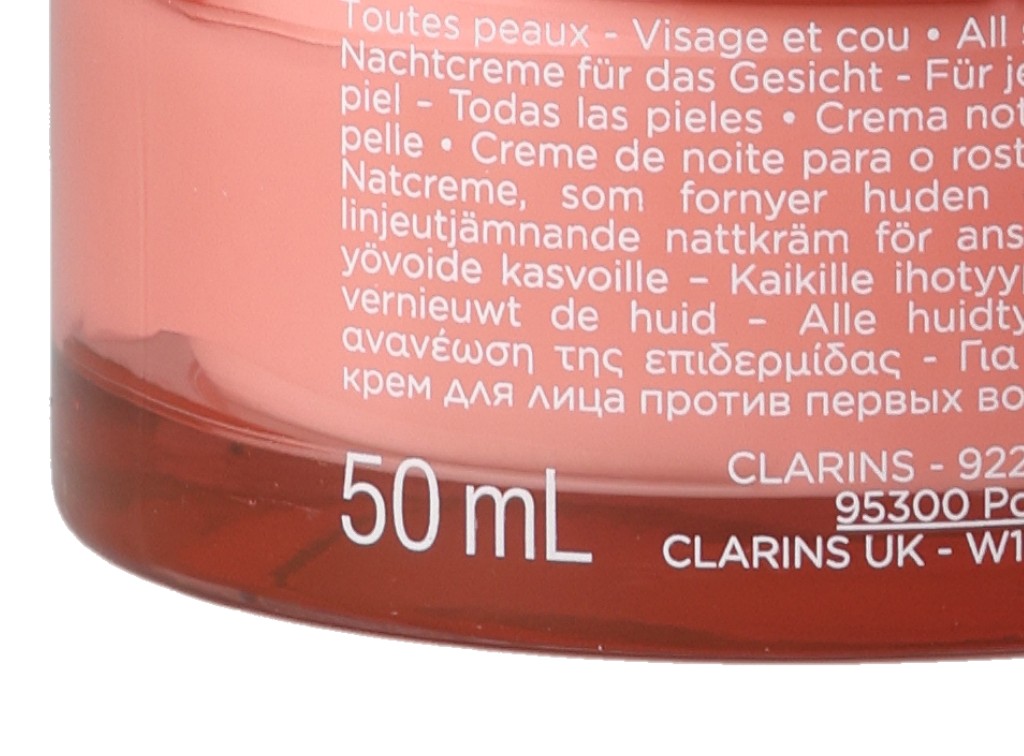 Toutes peaux - Visage et cou • All
Nachtcreme für das Gesicht - Für
piel - Todas las pieles • Crema
pelle • Creme de noite para o
Natcreme, som fornyer huden
linjeutjämnande nattkräm för
yövoide kasvoille - Kaikille
vernieuwt de huid - Alle
ανανέωση της επιδερμίδας - Για
крем для лица против первых
50 mL
CLARINS - 922
95300
CLARINS UK - W1